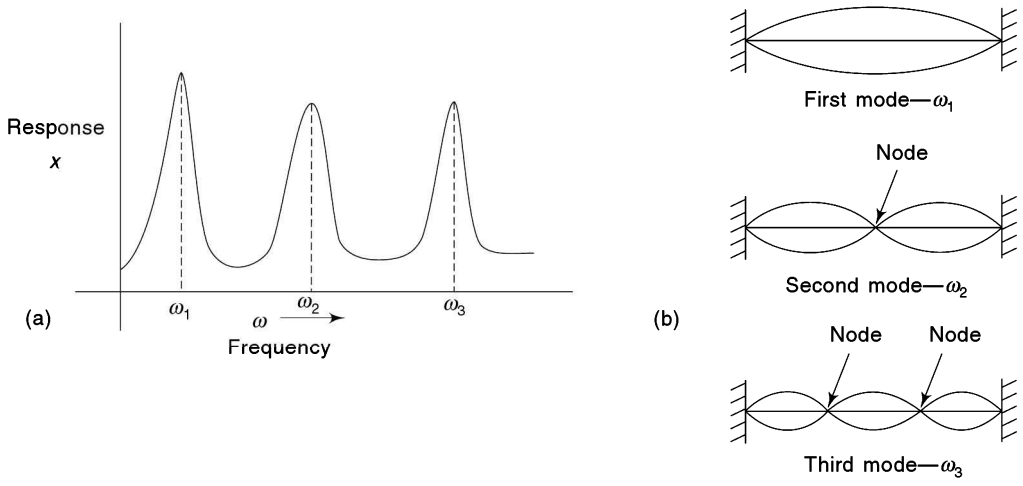 Response
x
ω₁
ω₂
ω₃
ω
Frequency
(a)
First mode—ω₁
Node
Second mode—ω₂
(b)
Node Node
Third mode—ω₃